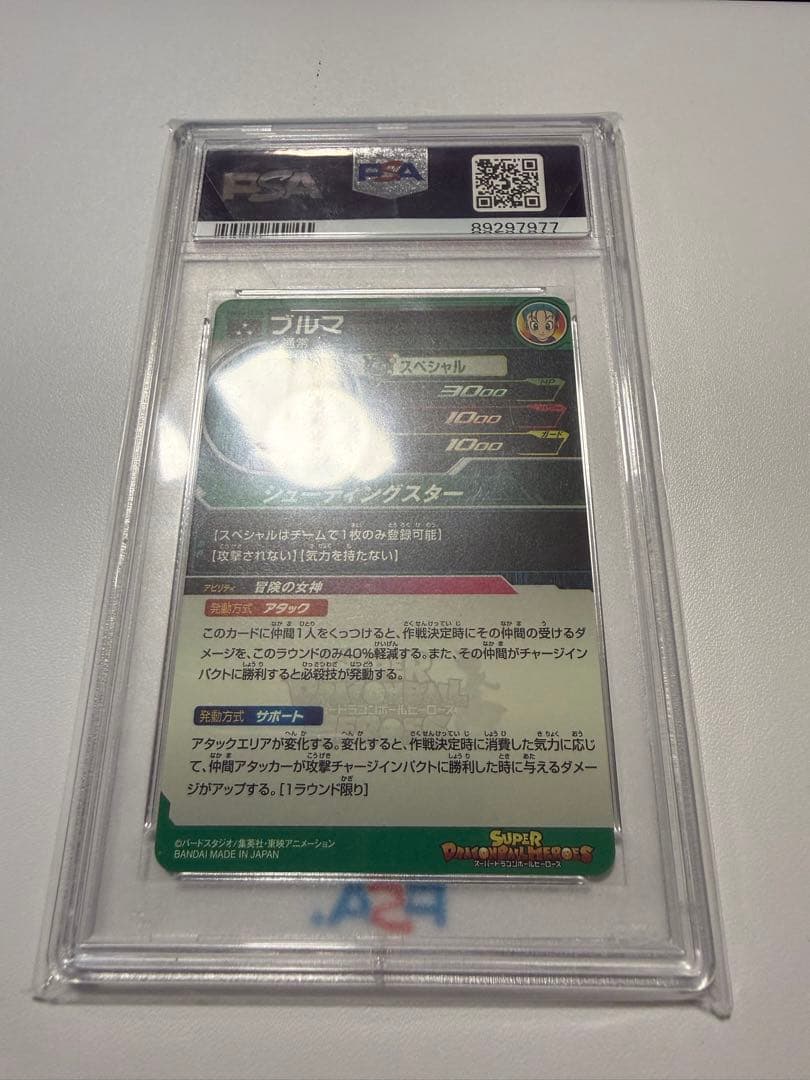 PSA
PSA
89297977
ブルマ
通常
スペシャル
3000 HP
1000
1000 ガード
シューティングスター
[スペシャルはチームで1枚のみ登録可能]
[攻撃されない][気力を持たない]
アビリティ 冒険の女神
発動方式 アタック
このカードに仲間1人をくっつけると、作戦決定時にその仲間の受けるダ
メージを、このラウンドのみ40%軽減する。また、その仲間がチャージイン
パクトに勝利すると必殺技が発動する。
発動方式 サポート
アタックエリアが変化する。変化すると、作戦決定時に消費した気力に応じ
て、仲間アタッカーが攻撃チャージインパクトに勝利した時に与えるダメー
ジがアップする。[1ラウンド限り]
©バードスタジオ/集英社・東映アニメーション
BANDAI MADE IN JAPAN
SUPER
DRAGONBALL HEROES
スーパードラゴンボールヒーローズ
PSA